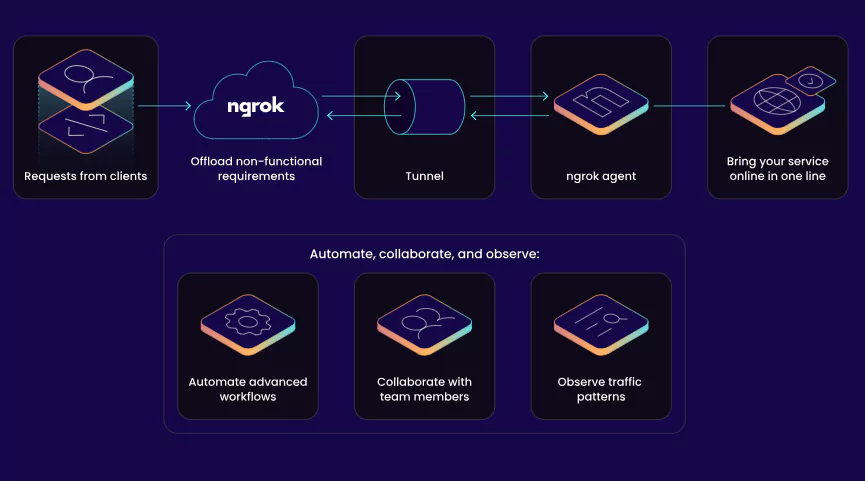 ngrok
Requests from clients
Offload non-functional
requirements
Tunnel
ngrok agent
Bring your service
online in one line
Automate, collaborate, and observe:
Automate advanced
workflows
Collaborate with
team members
Observe traffic
patterns